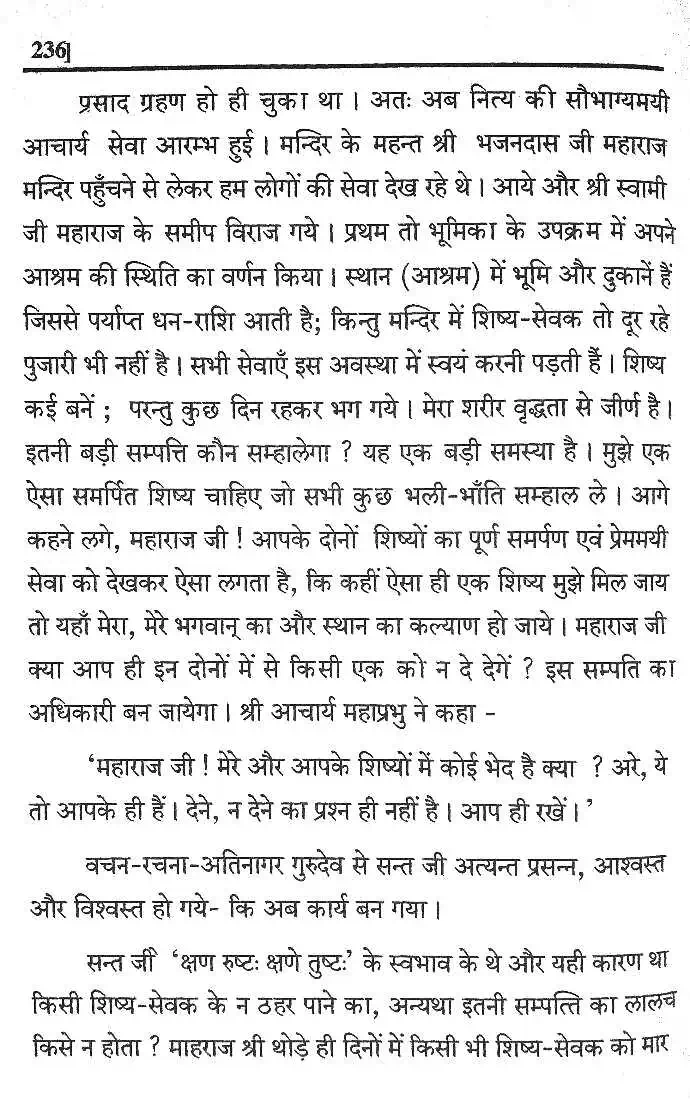 236]
प्रसाद ग्रहण हो ही चुका था । अतः अब नित्य की सौभाग्यमयी
आचार्य सेवा आरम्भ हुई । मन्दिर के महन्त श्री भजनदास जी महाराज
मन्दिर पहुँचने से लेकर हम लोगों की सेवा देख रहे थे । आये और श्री स्वामी
जी महाराज के समीप विराज गये । प्रथम तो भूमिका के उपक्रम में अपने
आश्रम की स्थिति का वर्णन किया । स्थान (आश्रम) में भूमि और दुकानें हैं
जिससे पर्याप्त धन-राशि आती है; किन्तु मन्दिर में शिष्य-सेवक तो दूर रहे
पुजारी भी नहीं है । सभी सेवाएँ इस अवस्था में स्वयं करनी पड़ती हैं । शिष्य
कई बनें ; परन्तु कुछ दिन रहकर भग गये । मेरा शरीर वृद्धता से जीर्ण है ।
इतनी बड़ी सम्पत्ति कौन सम्हालेगा ? यह एक बड़ी समस्या है । मुझे एक
ऐसा समर्पित शिष्य चाहिए जो सभी कुछ भली-भाँति सम्हाल ले । आगे
कहने लगे, महाराज जी ! आपके दोनों शिष्यों का पूर्ण समर्पण एवं प्रेममयी
सेवा को देखकर ऐसा लगता है, कि कहीं ऐसा ही एक शिष्य मुझे मिल जाय
तो यहाँ मेरा, मेरे भगवान् का और स्थान का कल्याण हो जाये । महाराज जी
क्या आप ही इन दोनों में से किसी एक को न दे देगें ? इस सम्पति का
अधिकारी बन जायेगा । श्री आचार्य महाप्रभु ने कहा -
‘महाराज जी ! मेरे और आपके शिष्यों में कोई भेद है क्या ? अरे, ये
तो आपके ही हैं । देने, न देने का प्रश्न ही नहीं है । आप ही रखें ।’
वचन-रचना-अतिनागर गुरुदेव से सन्त जी अत्यन्त प्रसन्न, आश्वस्त
और विश्वस्त हो गये- कि अब कार्य बन गया ।
सन्त जी ‘क्षण रुष्टः क्षणे तुष्टः’ के स्वभाव के थे और यही कारण था
किसी शिष्य-सेवक के न ठहर पाने का, अन्यथा इतनी सम्पत्ति का लालच
किसे न होता ? माहराज श्री थोड़े ही दिनों में किसी भी शिष्य-सेवक को मार